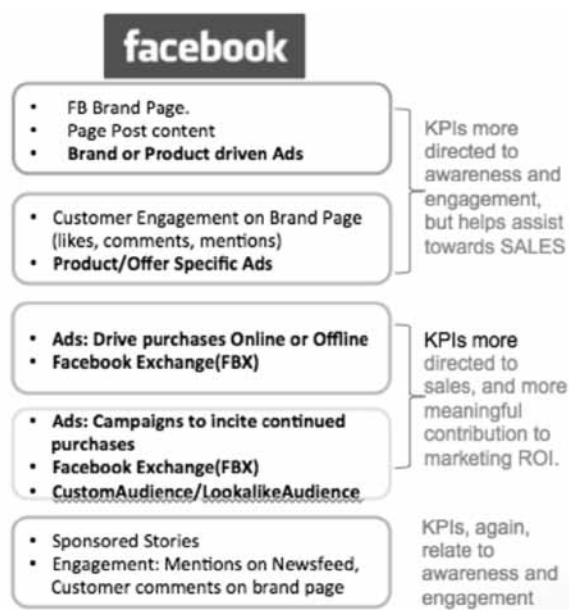 facebook
• FB Brand Page.
• Page Post content
• Brand or Product driven Ads
KPIs more
directed to
awareness and
engagement,
but helps assist
towards SALES
• Customer Engagement on Brand Page
(likes, comments, mentions)
• Product/Offer Specific Ads
• Ads: Drive purchases Online or Offline
• Facebook Exchange(FBX)
KPIs more
directed to
sales, and more
meaningful
contribution to
marketing ROI.
• Ads: Campaigns to incite continued
purchases
• Facebook Exchange(FBX)
• CustomAudience/LookalikeAudience
• Sponsored Stories
• Engagement: Mentions on Newsfeed,
Customer comments on brand page
KPIs, again,
relate to
awareness and
engagement